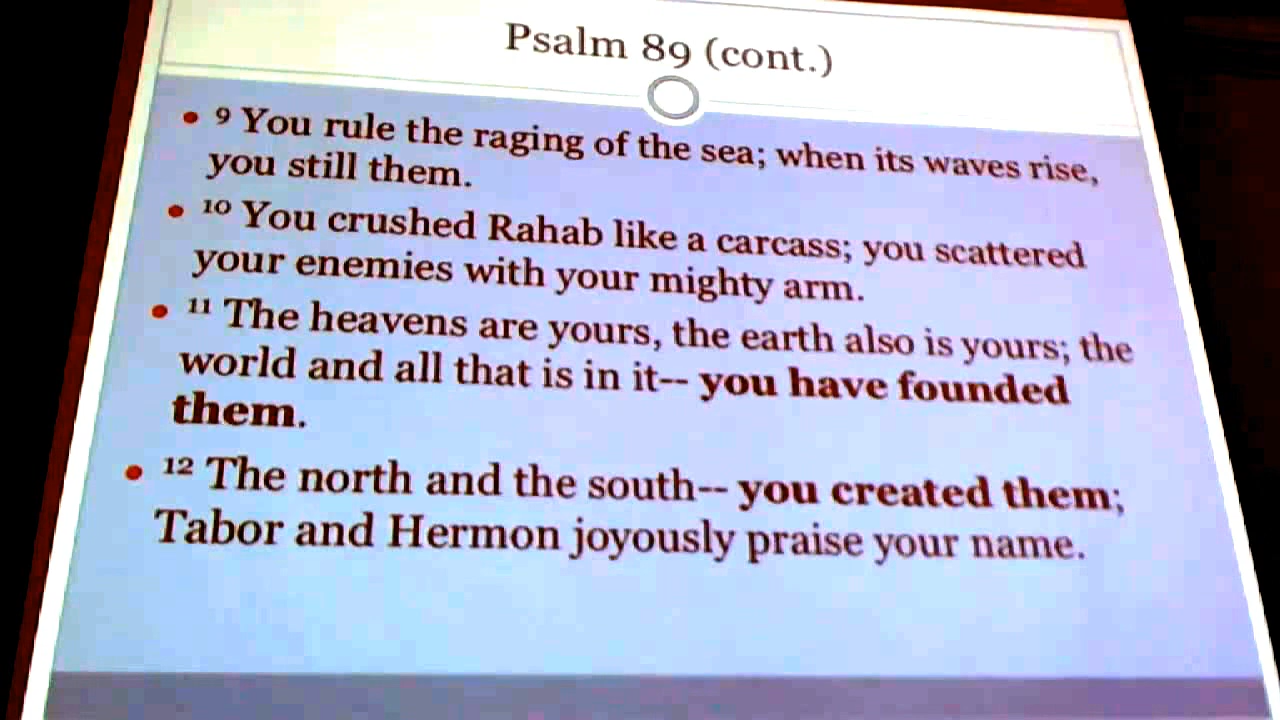 Psalm 89 (cont.)
• 9 You rule the raging of the sea; when its waves rise,
you still them.
• 10 You crushed Rahab like a carcass; you scattered
your enemies with your mighty arm.
• 11 The heavens are yours, the earth also is yours; the
world and all that is in it-- you have founded
them.
• 12 The north and the south-- you created them;
Tabor and Hermon joyously praise your name.